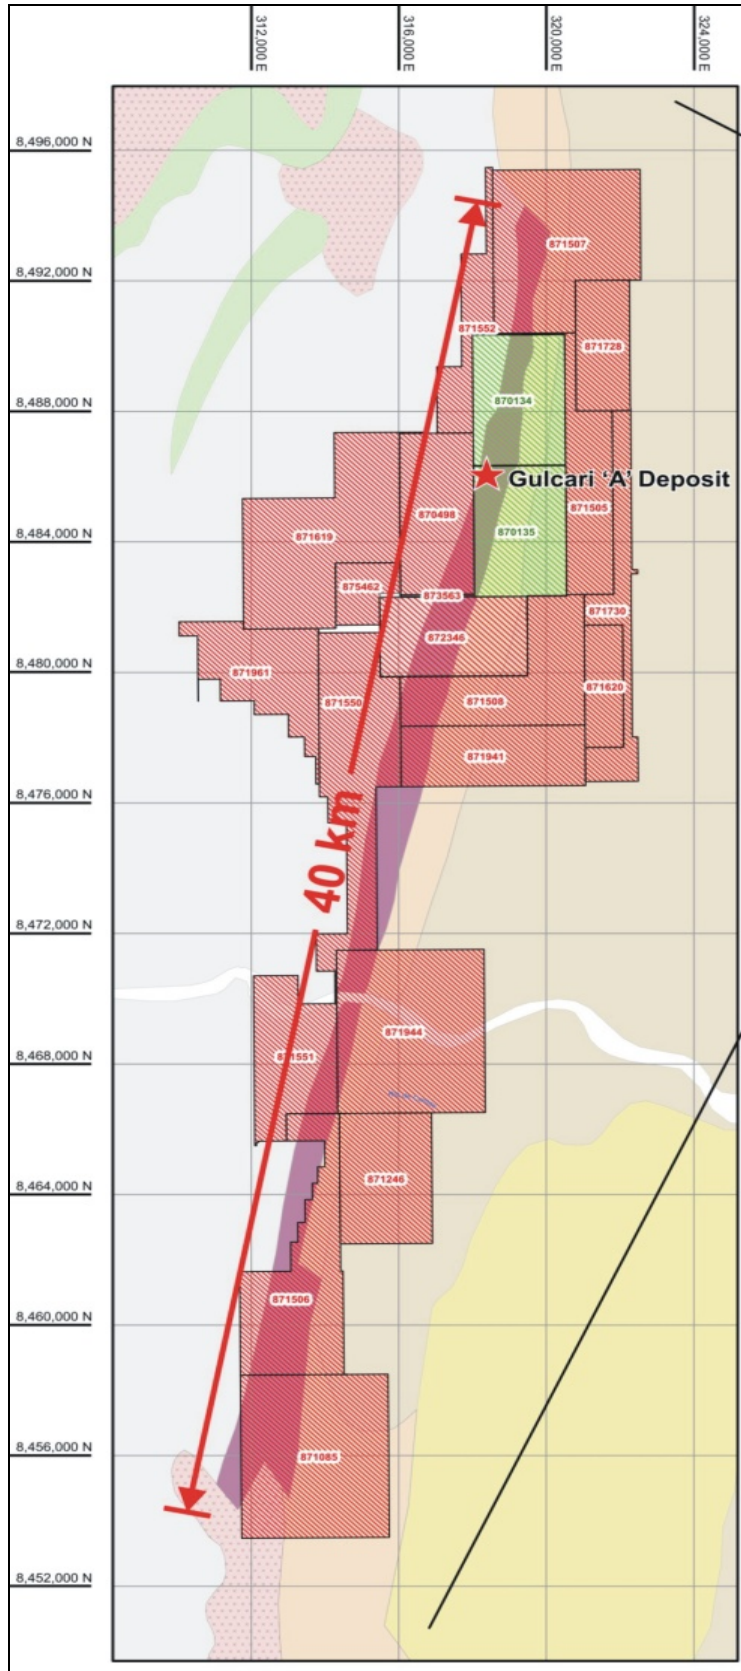 312,000 E
316,000 E
320,000 E
324,000 E
8,496,000 N
871507
8,492,000 N
871552
871728
8,488,000 N
870134
Gulcari ‘A’ Deposit
870498
871505
8,484,000 N
871619
870135
875462
873563
871730
872346
8,480,000 N
871961
871620
871550
871508
871941
8,476,000 N
40 km
8,472,000 N
871944
8,468,000 N
871551
8,464,000 N
871246
8,460,000 N
871506
8,456,000 N
871085
8,452,000 N